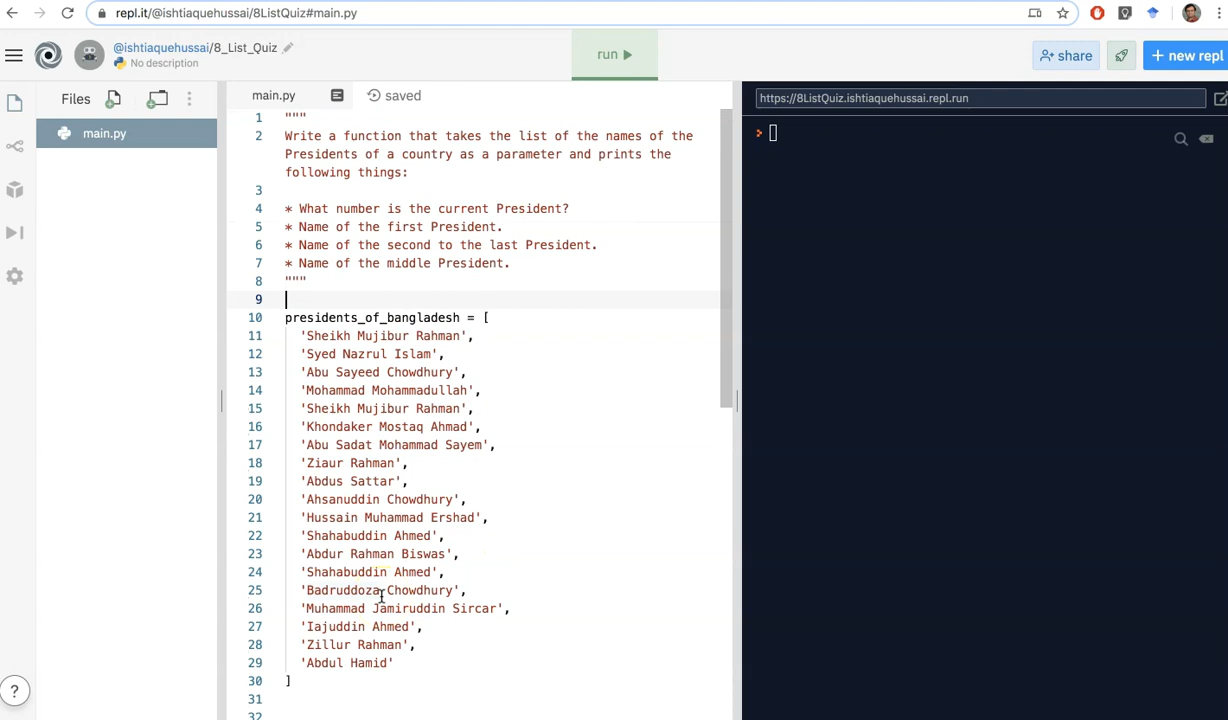 repl.it/@ishtiaquehussai/8ListQuiz#main.py
@ishtiaquehussai/8_List_Quiz
No description
run
share
+ new repl
Files
main.py
main.py
saved
https://8ListQuiz.ishtiaquehussai.repl.run
1 """
2 Write a function that takes the list of the names of the
Presidents of a country as a parameter and prints the
following things:
3
4 * What number is the current President?
5 * Name of the first President.
6 * Name of the second to the last President.
7 * Name of the middle President.
8 """
9
10 presidents_of_bangladesh = [
11 'Sheikh Mujibur Rahman',
12 'Syed Nazrul Islam',
13 'Abu Sayeed Chowdhury',
14 'Mohammad Mohammadullah',
15 'Sheikh Mujibur Rahman',
16 'Khondaker Mostaq Ahmad',
17 'Abu Sadat Mohammad Sayem',
18 'Ziaur Rahman',
19 'Abdus Sattar',
20 'Ahsanuddin Chowdhury',
21 'Hussain Muhammad Ershad',
22 'Shahabuddin Ahmed',
23 'Abdur Rahman Biswas',
24 'Shahabuddin Ahmed',
25 'Badruddoza Chowdhury',
26 'Muhammad Jamiruddin Sircar',
27 'Iajuddin Ahmed',
28 'Zillur Rahman',
29 'Abdul Hamid'
30 ]
31
32
?